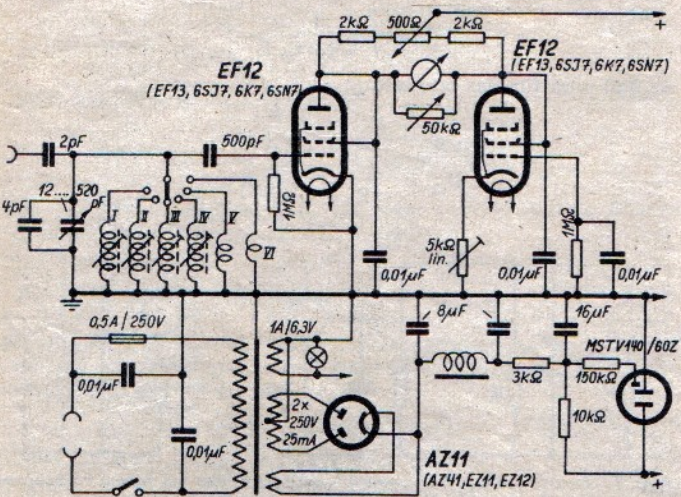 2kΩ 500Ω 2kΩ +
EF12
(EF13, 6SJ7, 6K7, 6SN7)
EF12
(EF13, 6SJ7, 6K7, 6SN7)
2pF
500pF
50kΩ
12....520
pF
4pF
I II III IV V VI
1MΩ
0,01µF
5kΩ
lin.
0,01µF
1MΩ
0,01µF
0,5A/250V
1A/6,3V
8µF
16µF
MSTV140/60Z
0,01µF
3kΩ
150kΩ
2x
250V
25mA
0,01µF
10kΩ
AZ11
(AZ41, EZ11, EZ12)
+